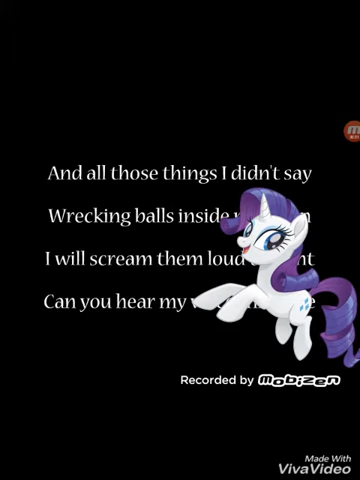 And all those things I didn't say
Wrecking balls inside
I will scream them loud
Can you hear my
Recorded by mobizen
Made With
VivaVideo